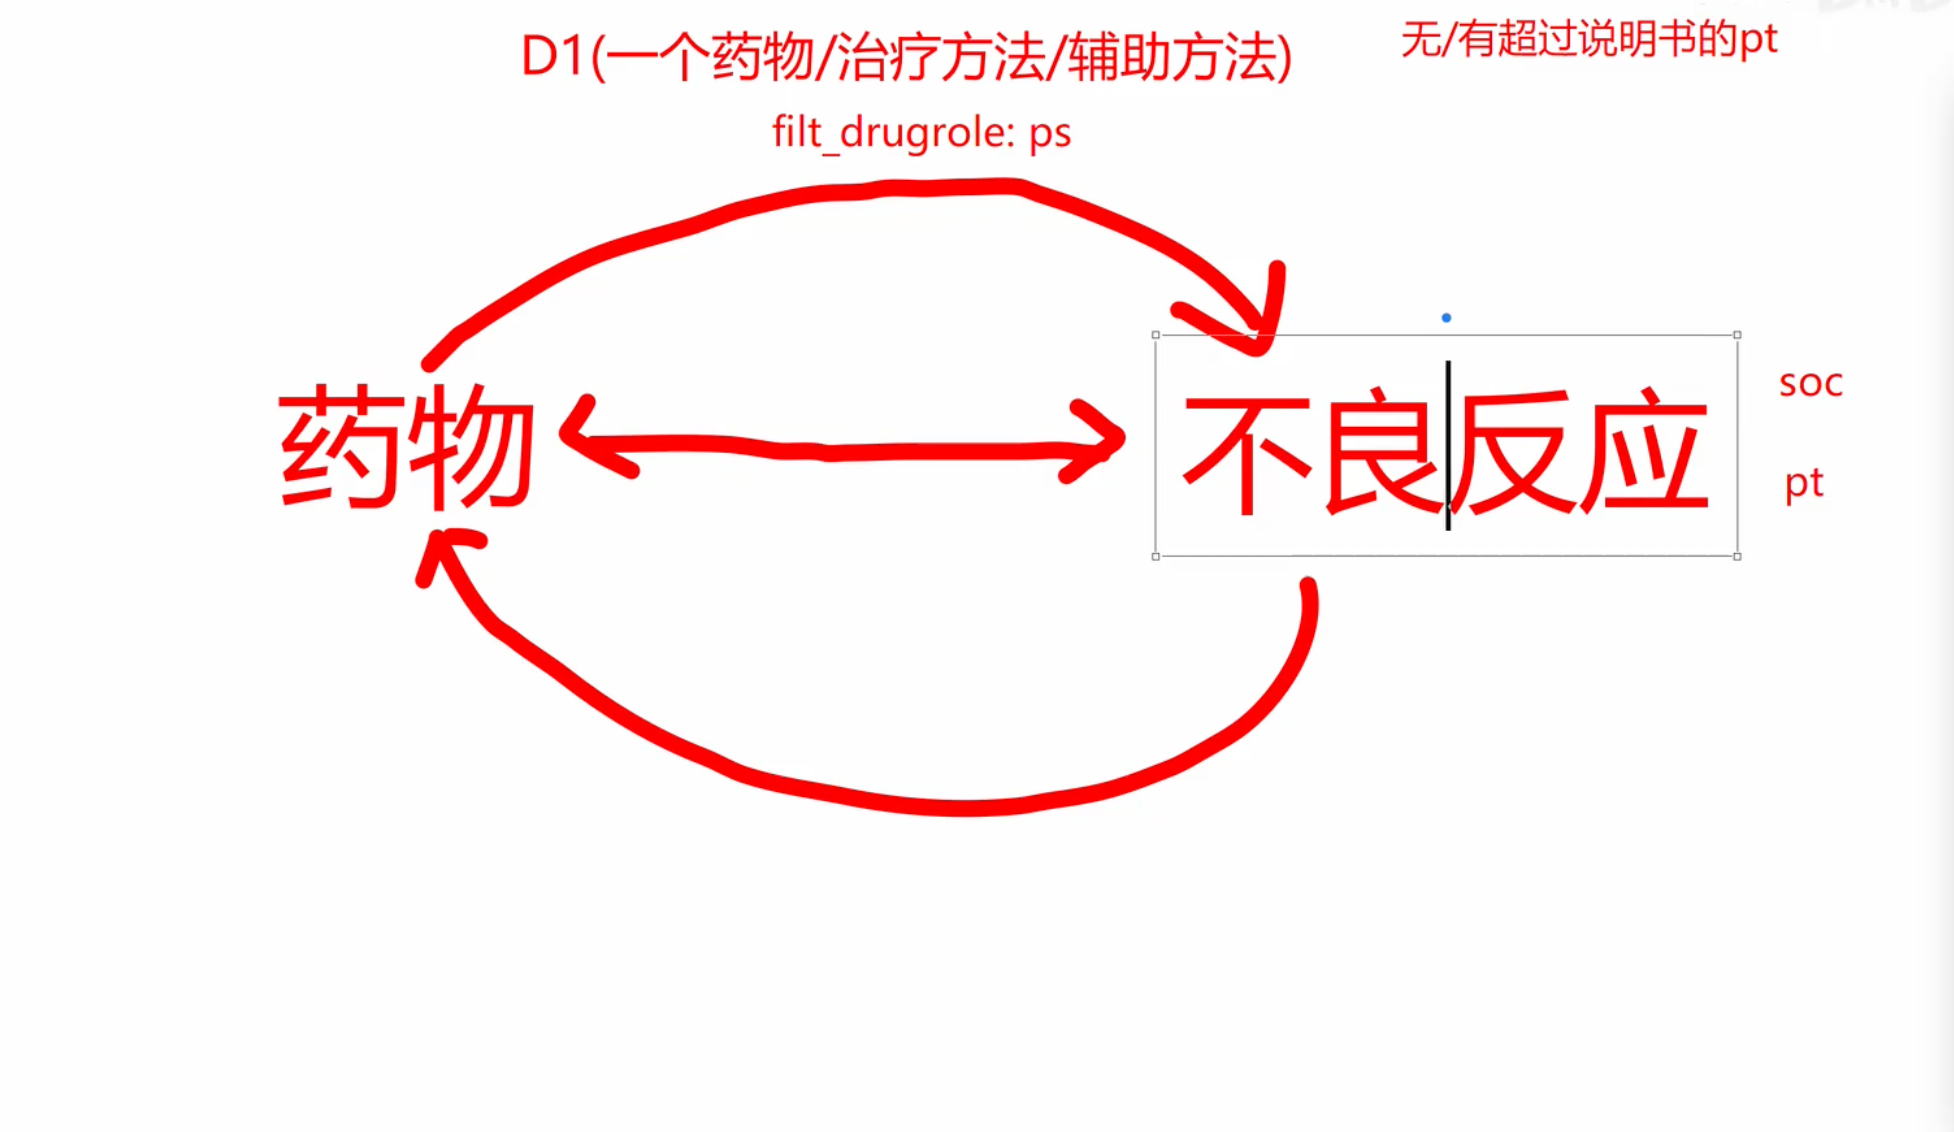 D1(一个药物/治疗方法/辅助方法)
无/有超过说明书的pt
filt_drugrole: ps
药物
不良反应
soc
pt